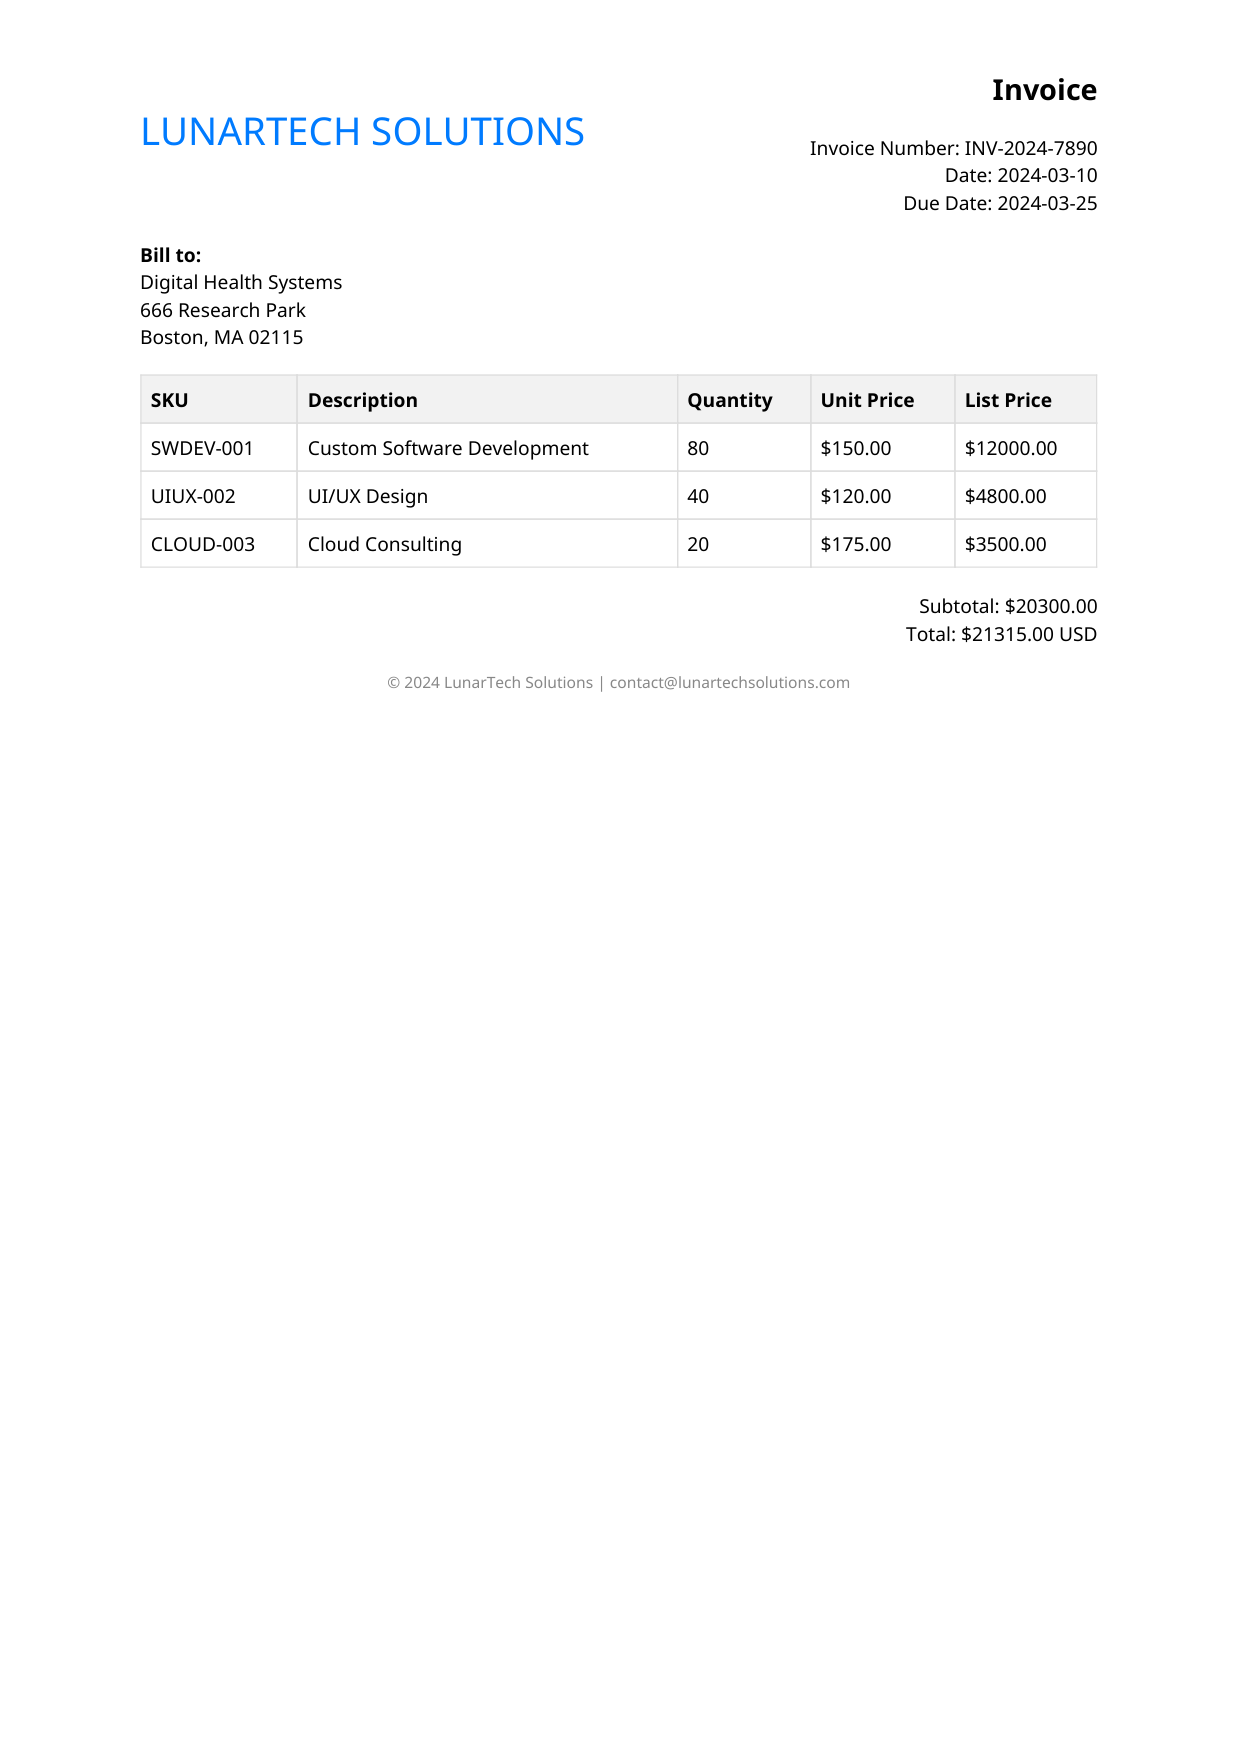 Invoice
LUNARTECH SOLUTIONS
Invoice Number: INV-2024-7890
Date: 2024-03-10
Due Date: 2024-03-25
Bill to:
Digital Health Systems
666 Research Park
Boston, MA 02115
SKU Description Quantity Unit Price List Price
SWDEV-001 Custom Software Development 80 $150.00 $12000.00
UIUX-002 UI/UX Design 40 $120.00 $4800.00
CLOUD-003 Cloud Consulting 20 $175.00 $3500.00
Subtotal: $20300.00
Total: $21315.00 USD
© 2024 LunarTech Solutions | contact@lunartechsolutions.com